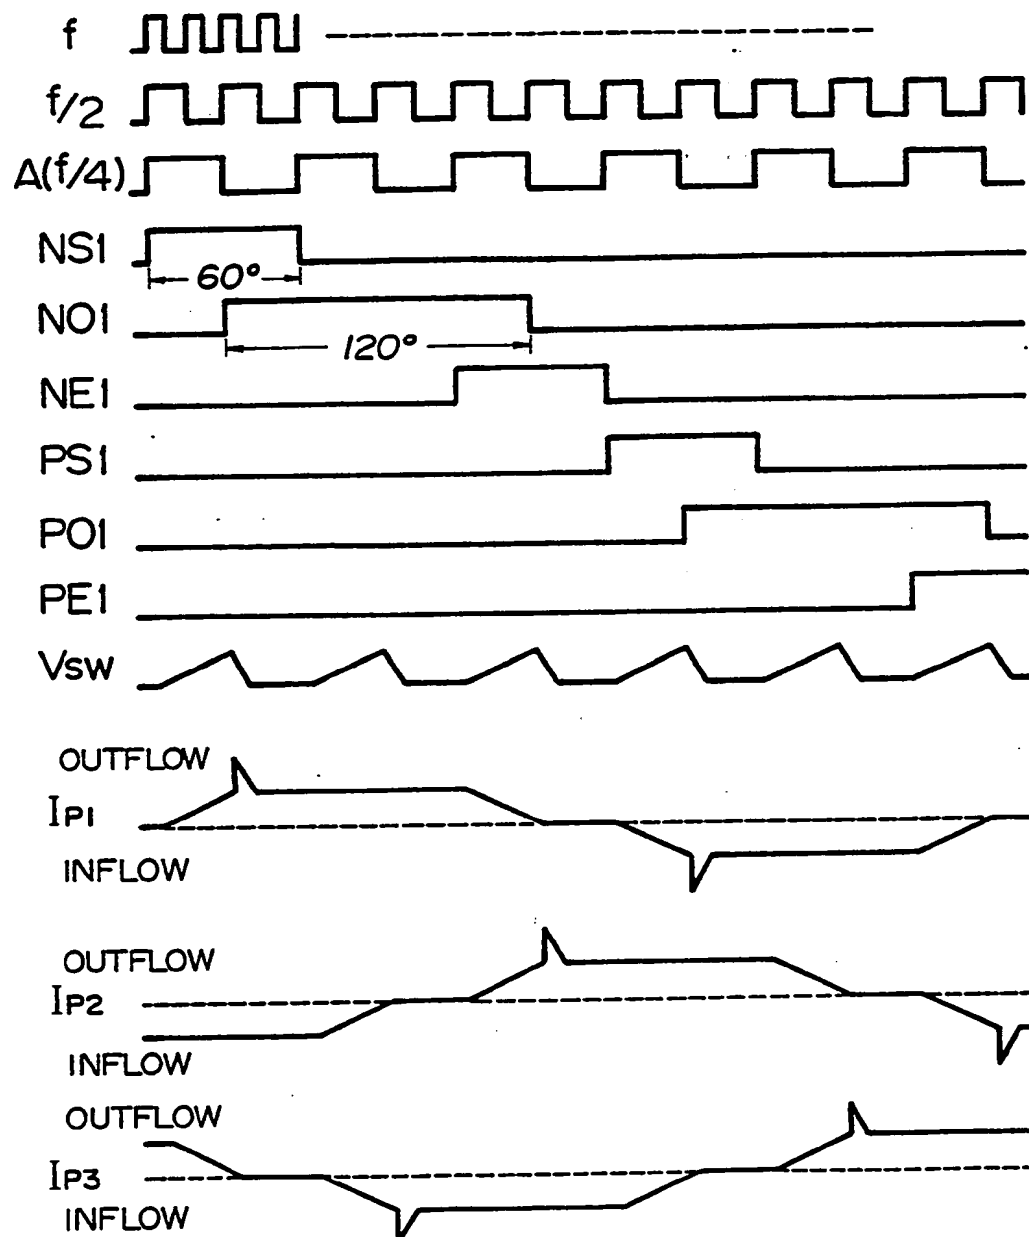 f
f/2
A(f/4)
NS1
60°
NO1
120°
NE1
PS1
PO1
PE1
Vsw
OUTFLOW
IP1
INFLOW
OUTFLOW
IP2
INFLOW
OUTFLOW
IP3
INFLOW